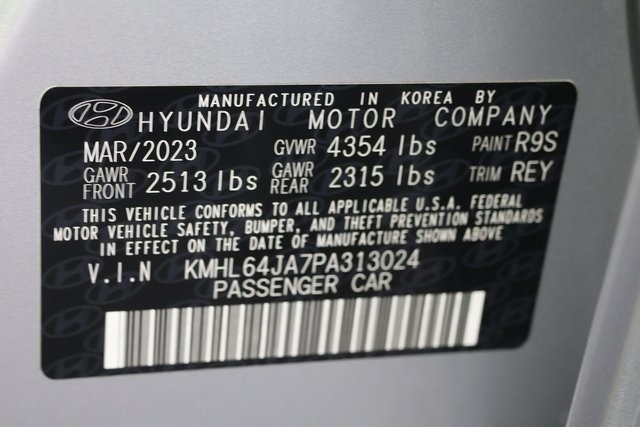 MANUFACTURED IN KOREA BY
HYUNDAI MOTOR COMPANY
MAR/2023 GVWR 4354 lbs PAINT R9S
GAWR FRONT 2513 lbs GAWR REAR 2315 lbs TRIM REY
THIS VEHICLE CONFORMS TO ALL APPLICABLE U.S.A. FEDERAL
MOTOR VEHICLE SAFETY, BUMPER, AND THEFT PREVENTION STANDARDS
IN EFFECT ON THE DATE OF MANUFACTURE SHOWN ABOVE
V.I.N KMHL64JA7PA313024
PASSENGER CAR